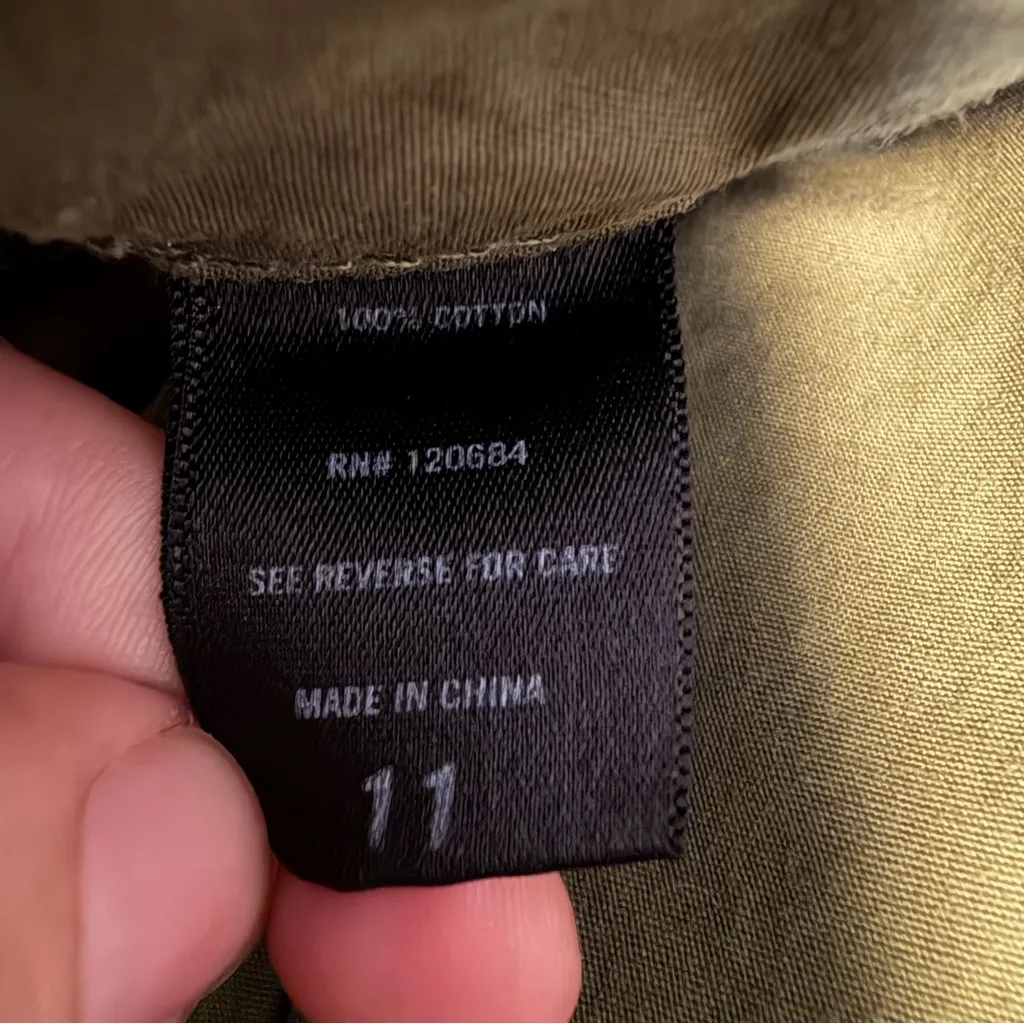 100% COTTON
RN# 120684
SEE REVERSE FOR CARE
MADE IN CHINA
11